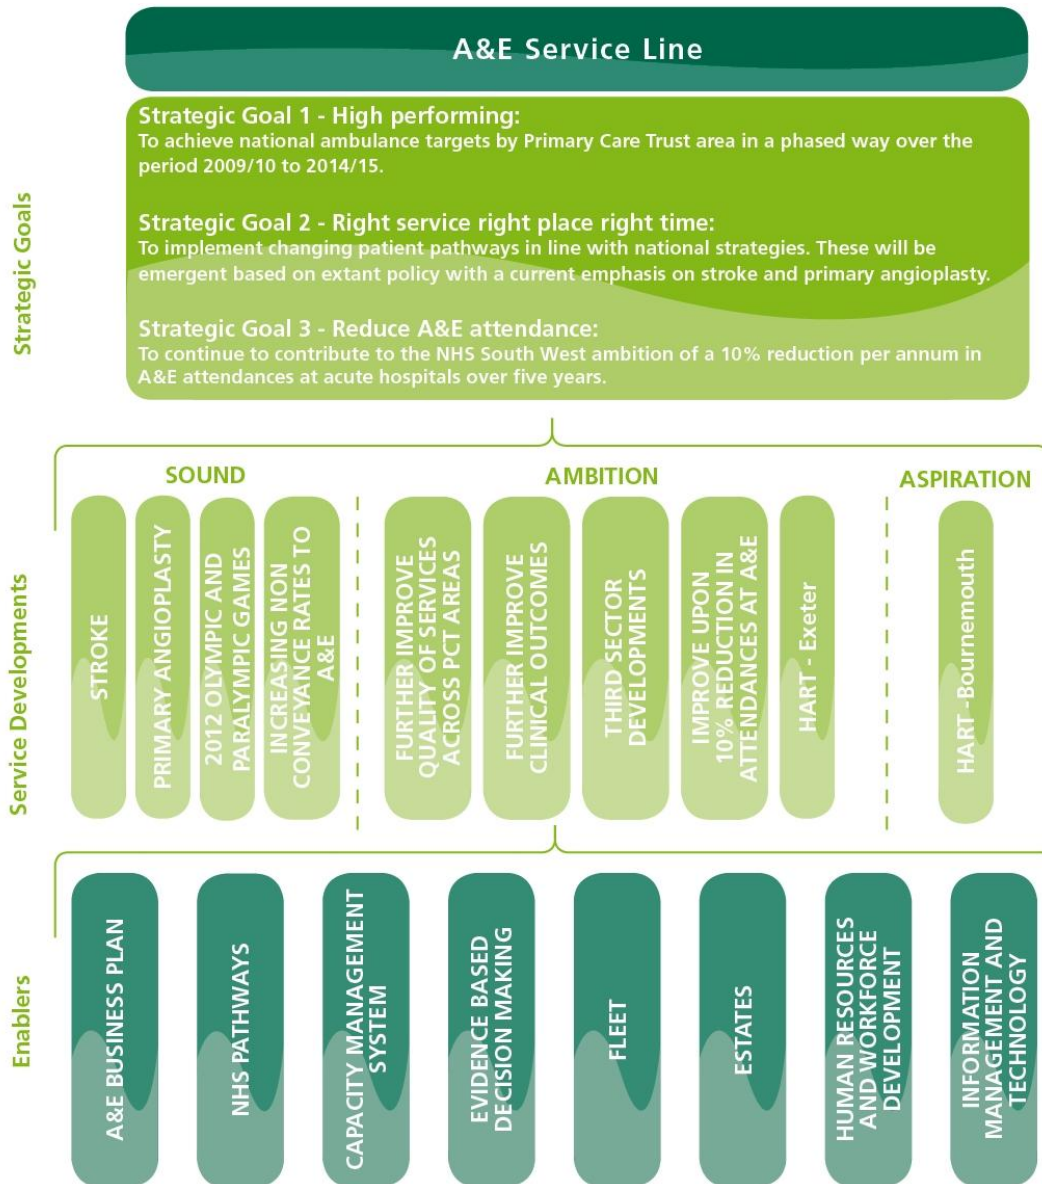 A&E Service Line
Strategic Goals
Strategic Goal 1 - High performing:
To achieve national ambulance targets by Primary Care Trust area in a phased way over the
period 2009/10 to 2014/15.
Strategic Goal 2 - Right service right place right time:
To implement changing patient pathways in line with national strategies. These will be
emergent based on extant policy with a current emphasis on stroke and primary angioplasty.
Strategic Goal 3 - Reduce A&E attendance:
To continue to contribute to the NHS South West ambition of a 10% reduction per annum in
A&E attendances at acute hospitals over five years.
Service Developments
SOUND
STROKE
PRIMARY ANGIOPLASTY
2012 OLYMPIC AND
PARALYMPIC GAMES
INCREASING NON
CONVEYANCE RATES TO
A&E
AMBITION
FURTHER IMPROVE
QUALITY OF SERVICES
ACROSS PCT AREAS
FURTHER IMPROVE
CLINICAL OUTCOMES
THIRD SECTOR
DEVELOPMENTS
IMPROVE UPON
10% REDUCTION IN
ATTENDANCES AT A&E
HART - Exeter
ASPIRATION
HART -Bournemouth
Enablers
A&E BUSINESS PLAN
NHS PATHWAYS
CAPACITY MANAGEMENT
SYSTEM
EVIDENCE BASED
DECISION MAKING
FLEET
ESTATES
HUMAN RESOURCES
AND WORKFORCE
DEVELOPMENT
INFORMATION
MANAGEMENT AND
TECHNOLOGY